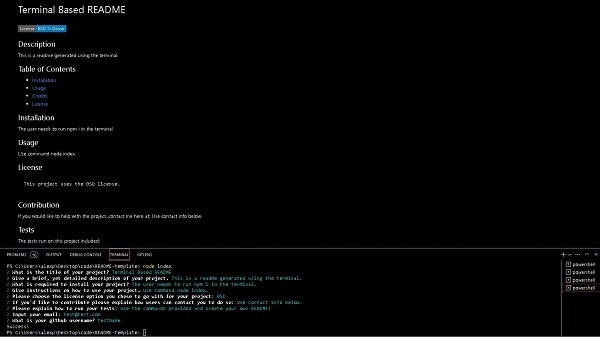 Terminal Based README
License BSD 3-Clause
Description
This is a readme generated using the terminal.
Table of Contents
Installation
Usage
Credits
License
Installation
The user needs to run npm i in the terminal.
Usage
Use command node index.
License
This project uses the BSD license.
Contribution
If you would like to help with the project, contact me here at Use contact info below.
Tests
The tests run on this project included:
PROBLEMS OUTPUT DEBUG CONSOLE TERMINAL GITLENS
PS C:\Users\ulexp\Desktop\code\README-template> node index
? What is the title of your project? Terminal Based README
? Give a brief, yet detailed description of your project. This is a readme generated using the terminal.
? What is required to install your project? The user needs to run npm i in the terminal.
? Give instructions on how to use your project. Use command node index.
? Please choose the license option you chose to go with for your project: BSD
? If you'd like to contribute please explain how users can contact you to do so: Use contact info below.
? Please explain how to run your tests: Use the commands provided and create your own README!
? Input your email: test@test.com
? What is your github username? testName
Success!
PS C:\Users\ulexp\Desktop\code\README-template>
powershell
powershell
powershell
powershell